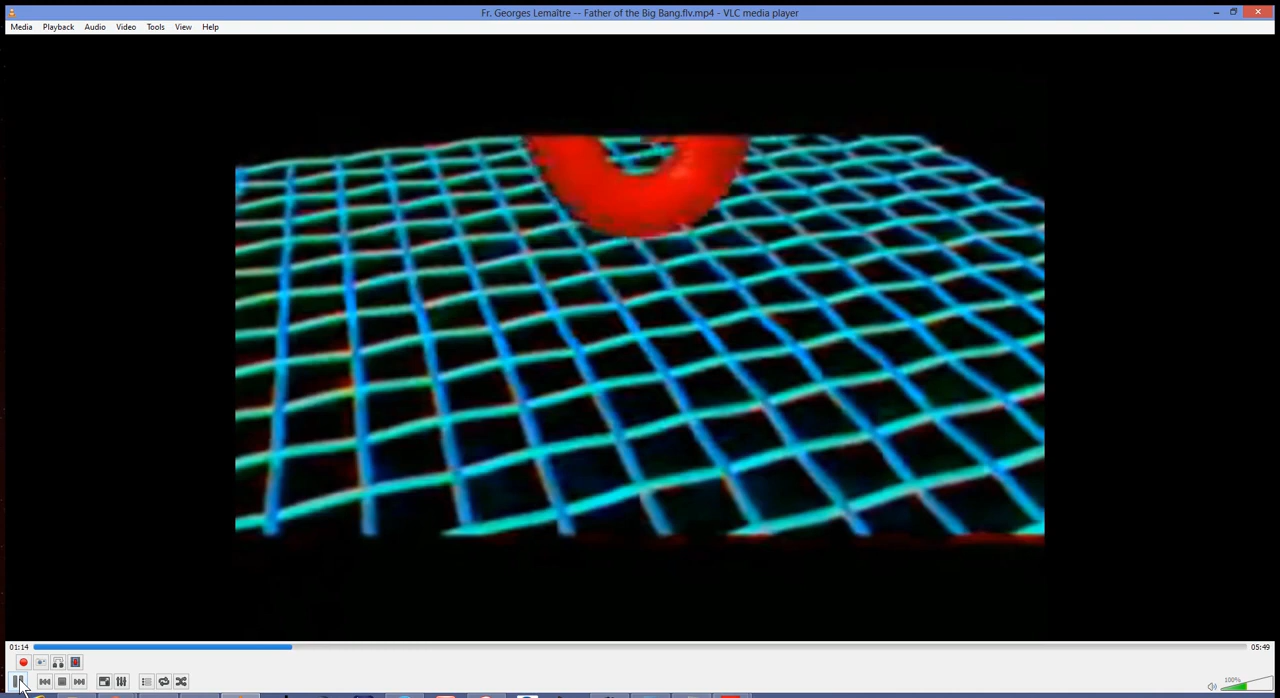 Fr. Georges Lemaître -- Father of the Big Bang.flv.mp4 - VLC media player
Media Playback Audio Video Tools View Help
01:14 05:49
100%